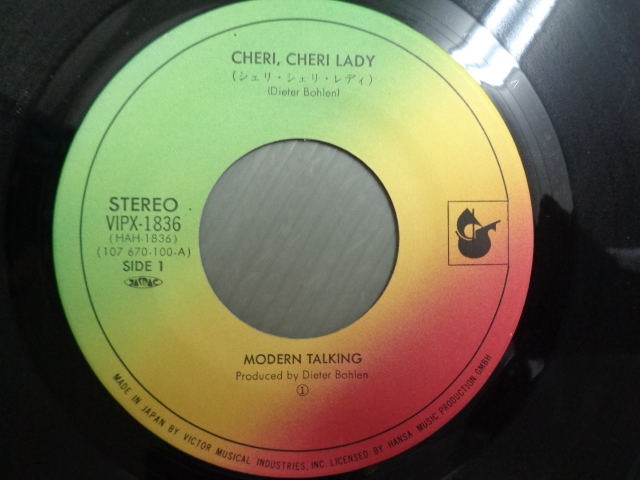 CHERI, CHERI LADY
(シェリ・シェリ・レディ)
(Dieter Bohlen)
STEREO
VIPX-1836
(HAH-1836)
(107 670-100-A)
SIDE 1
JASRAC
MODERN TALKING
Produced by Dieter Bohlen
①
MADE IN JAPAN BY VICTOR MUSICAL INDUSTRIES, INC. LICENSED BY HANSA MUSIC PRODUCTION GMBH